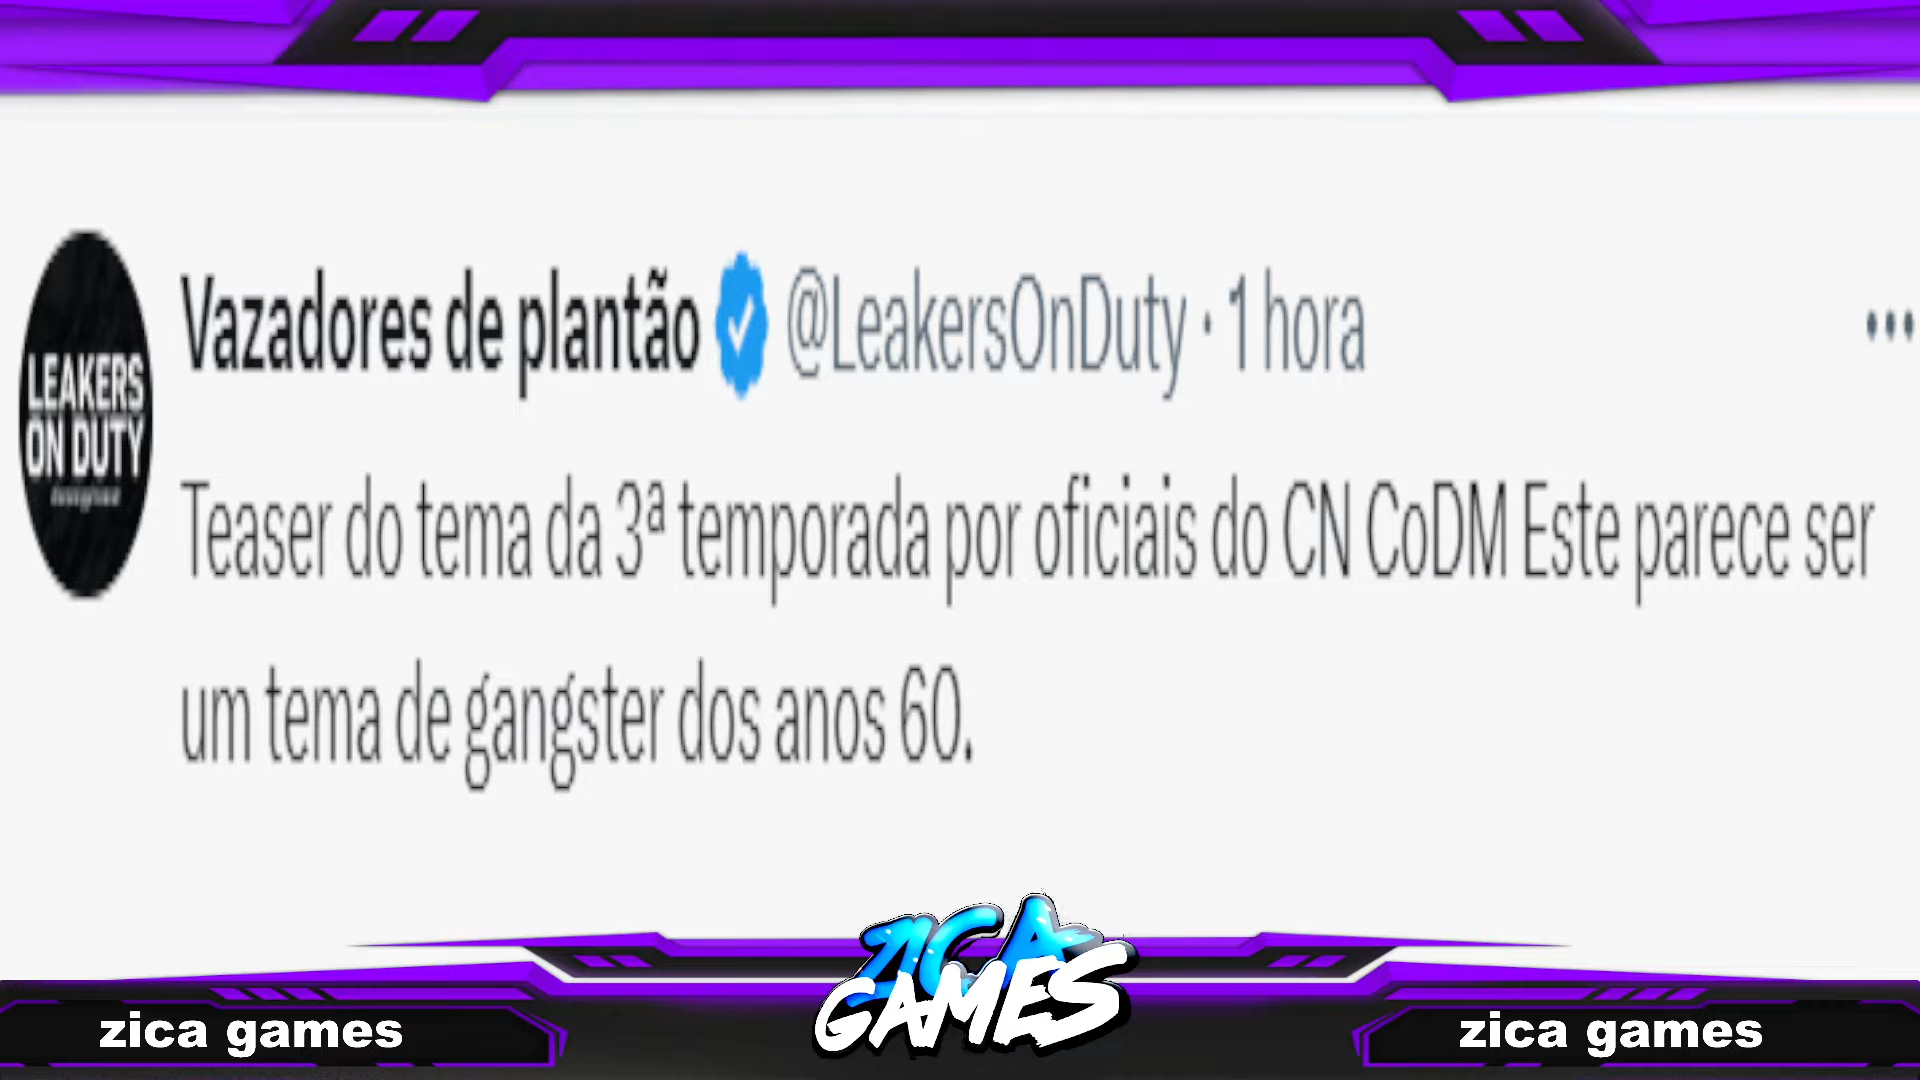 LEAKERS
ON DUTY
Vazadores de plantão @LeakersOnDuty · 1 hora
Teaser do tema da 3ª temporada por oficiais do CN CoDM Este parece ser
um tema de gangster dos anos 60.
ZICA
GAMES
zica games
zica games